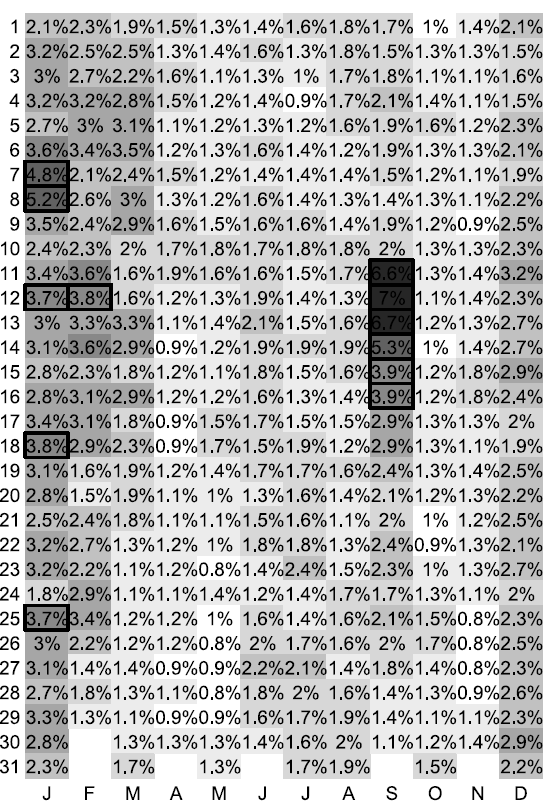 1 2.1% 2.3% 1.9% 1.5% 1.3% 1.4% 1.6% 1.8% 1.7% 1% 1.4% 2.1%
2 3.2% 2.5% 2.5% 1.3% 1.4% 1.6% 1.3% 1.8% 1.5% 1.3% 1.3% 1.5%
3 3% 2.7% 2.2% 1.6% 1.1% 1.3% 1% 1.7% 1.8% 1.1% 1.1% 1.6%
4 3.2% 3.2% 2.8% 1.5% 1.2% 1.4% 0.9% 1.7% 2.1% 1.4% 1.1% 1.5%
5 2.7% 3% 3.1% 1.1% 1.2% 1.3% 1.2% 1.6% 1.9% 1.6% 1.2% 2.3%
6 3.6% 3.4% 3.5% 1.2% 1.3% 1.6% 1.4% 1.2% 1.9% 1.3% 1.3% 2.1%
7 4.8% 2.1% 2.4% 1.5% 1.2% 1.4% 1.4% 1.4% 1.5% 1.2% 1.1% 1.9%
8 5.2% 2.6% 3% 1.3% 1.2% 1.6% 1.4% 1.3% 1.4% 1.3% 1.1% 2.2%
9 3.5% 2.4% 2.9% 1.6% 1.5% 1.6% 1.6% 1.4% 1.9% 1.2% 0.9% 2.5%
10 2.4% 2.3% 2% 1.7% 1.8% 1.7% 1.8% 1.8% 2% 1.3% 1.3% 2.3%
11 3.4% 3.6% 1.6% 1.9% 1.6% 1.6% 1.5% 1.7% 6.6% 1.3% 1.4% 3.2%
12 3.7% 3.8% 1.6% 1.2% 1.3% 1.9% 1.4% 1.3% 7% 1.1% 1.4% 2.3%
13 3% 3.3% 3.3% 1.1% 1.4% 2.1% 1.5% 1.6% 6.7% 1.2% 1.3% 2.7%
14 3.1% 3.6% 2.9% 0.9% 1.2% 1.9% 1.9% 1.9% 5.3% 1% 1.4% 2.7%
15 2.8% 2.3% 1.8% 1.2% 1.1% 1.8% 1.5% 1.6% 3.9% 1.2% 1.8% 2.9%
16 2.8% 3.1% 2.9% 1.2% 1.2% 1.6% 1.3% 1.4% 3.9% 1.2% 1.8% 2.4%
17 3.4% 3.1% 1.8% 0.9% 1.5% 1.7% 1.5% 1.5% 2.9% 1.3% 1.3% 2%
18 3.8% 2.9% 2.3% 0.9% 1.7% 1.5% 1.9% 1.2% 2.9% 1.3% 1.1% 1.9%
19 3.1% 1.6% 1.9% 1.2% 1.4% 1.7% 1.7% 1.6% 2.4% 1.3% 1.4% 2.5%
20 2.8% 1.5% 1.9% 1.1% 1% 1.3% 1.6% 1.4% 2.1% 1.2% 1.3% 2.2%
21 2.5% 2.4% 1.8% 1.1% 1.1% 1.5% 1.6% 1.1% 2% 1% 1.2% 2.5%
22 3.2% 2.7% 1.3% 1.2% 1% 1.8% 1.8% 1.3% 2.4% 0.9% 1.3% 2.1%
23 3.2% 2.2% 1.1% 1.2% 0.8% 1.4% 2.4% 1.5% 2.3% 1% 1.3% 2.7%
24 1.8% 2.9% 1.1% 1.1% 1.4% 1.2% 1.4% 1.7% 1.7% 1.3% 1.1% 2%
25 3.7% 3.4% 1.2% 1.2% 1% 1.6% 1.4% 1.6% 2.1% 1.5% 0.8% 2.3%
26 3% 2.2% 1.2% 1.2% 0.8% 2% 1.7% 1.6% 2% 1.7% 0.8% 2.5%
27 3.1% 1.4% 1.4% 0.9% 0.9% 2.2% 2.1% 1.4% 1.8% 1.4% 0.8% 2.3%
28 2.7% 1.8% 1.3% 1.1% 0.8% 1.8% 2% 1.6% 1.4% 1.3% 0.9% 2.6%
29 3.3% 1.3% 1.1% 0.9% 0.9% 1.6% 1.7% 1.9% 1.4% 1.1% 1.1% 2.3%
30 2.8% 1.3% 1.3% 1.3% 1.4% 1.6% 2% 1.1% 1.2% 1.4% 2.9%
31 2.3% 1.7% 1.3% 1.7% 1.9% 1.5% 2.2%
J F M A M J J A S O N D